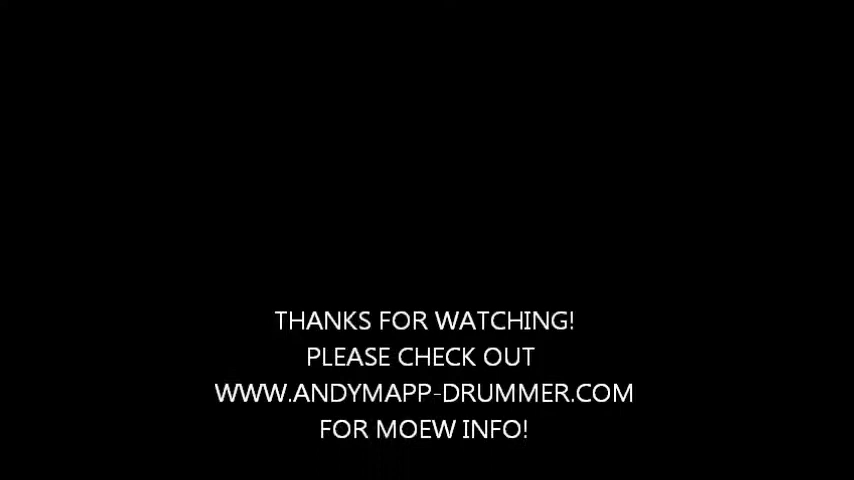 THANKS FOR WATCHING!
PLEASE CHECK OUT
WWW.ANDYMAPP-DRUMMER.COM
FOR MOEW INFO!